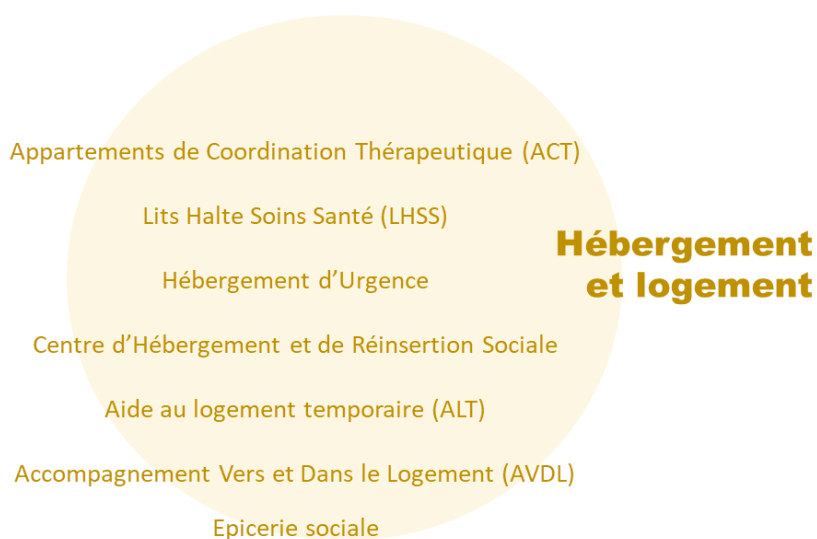 Appartements de Coordination Thérapeutique (ACT)
Lits Halte Soins Santé (LHSS)
Hébergement d’Urgence
Centre d’Hébergement et de Réinsertion Sociale
Aide au logement temporaire (ALT)
Accompagnement Vers et Dans le Logement (AVDL)
Epicerie sociale
Hébergement
et logement